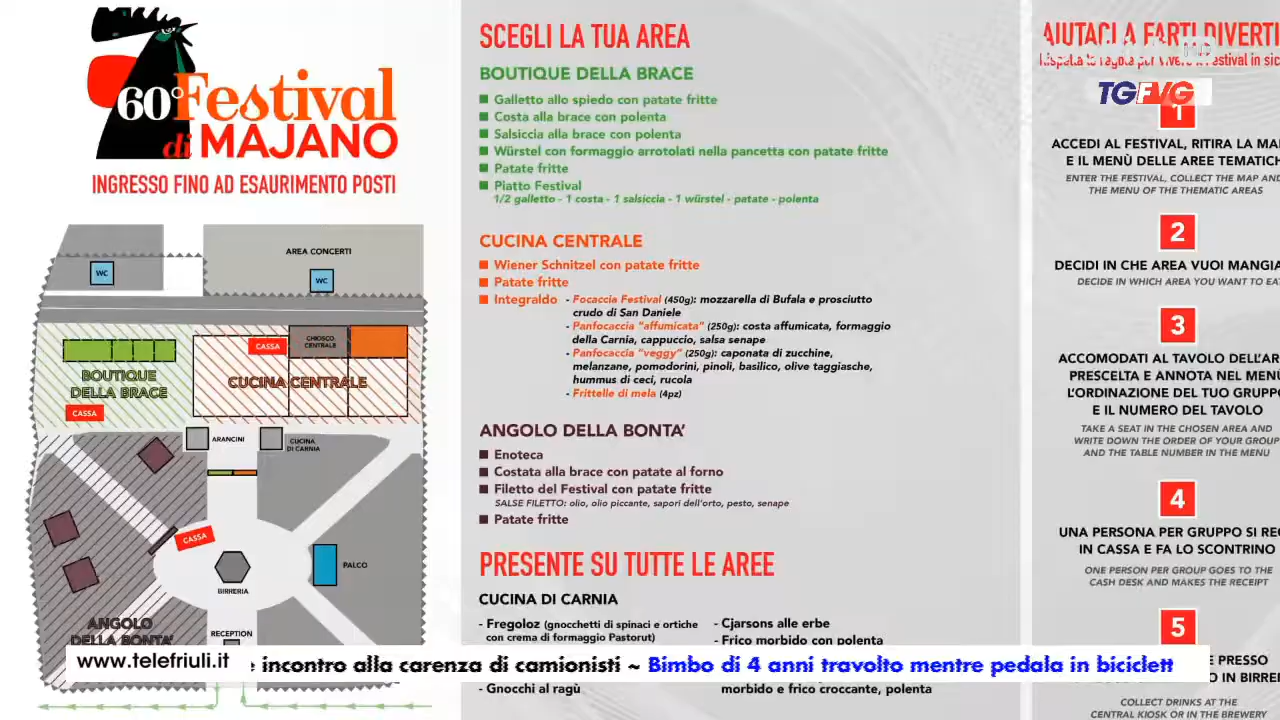 60° Festival
di MAJANO
INGRESSO FINO AD ESAURIMENTO POSTI
AREA CONCERTI
WC
WC
CASSA
CHIOSCO
CENTRALE
BOUTIQUE
DELLA BRACE
CUCINA CENTRALE
CASSA
ARANCINI
CUCINA
DI CARNIA
CASSA
PALCO
BIRRERIA
ANGOLO
DELLA BONTA'
RECEPTION
SCEGLI LA TUA AREA
BOUTIQUE DELLA BRACE
Galletto allo spiedo con patate fritte
Costa alla brace con polenta
Salsiccia alla brace con polenta
Würstel con formaggio arrotolati nella pancetta con patate fritte
Patate fritte
Piatto Festival
1/2 galletto - 1 costa - 1 salsiccia - 1 würstel - patate - polenta
CUCINA CENTRALE
Wiener Schnitzel con patate fritte
Patate fritte
Integraldo - Focaccia Festival (450g): mozzarella di Bufala e prosciutto
crudo di San Daniele
- Panfocaccia "affumicata" (250g): costa affumicata, formaggio
della Carnia, cappuccio, salsa senape
- Panfocaccia "veggy" (250g): caponata di zucchine,
melanzane, pomodorini, pinoli, basilico, olive taggiasche,
hummus di ceci, rucola
- Frittelle di mela (4pz)
ANGOLO DELLA BONTA'
Enoteca
Costata alla brace con patate al forno
Filetto del Festival con patate fritte
SALSE FILETTO: olio, olio piccante, sapori dell'orto, pesto, senape
Patate fritte
PRESENTE SU TUTTE LE AREE
CUCINA DI CARNIA
- Fregoloz (gnocchetti di spinaci e ortiche
con crema di formaggio Pastorut)
- Gnocchi al ragù
- Cjarsons alle erbe
- Frico morbido con polenta
morbido e frico croccante, polenta
AIUTACI A FARTI DIVERTI
TGFVG
1
ACCEDI AL FESTIVAL, RITIRA LA MA
E IL MENÙ DELLE AREE TEMATICH
ENTER THE FESTIVAL, COLLECT THE MAP AND
THE MENU OF THE THEMATIC AREAS
2
DECIDI IN CHE AREA VUOI MANGIA
DECIDE IN WHICH AREA YOU WANT TO EAT
3
ACCOMODATI AL TAVOLO DELL'AR
PRESCELTA E ANNOTA NEL MENÙ
L'ORDINAZIONE DEL TUO GRUPPO
E IL NUMERO DEL TAVOLO
TAKE A SEAT IN THE CHOSEN AREA AND
WRITE DOWN THE ORDER OF YOUR GROUP
AND THE TABLE NUMBER IN THE MENU
4
UNA PERSONA PER GRUPPO SI REC
IN CASSA E FA LO SCONTRINO
ONE PERSON PER GROUP GOES TO THE
CASH DESK AND MAKES THE RECEIPT
5
E PRESSO
O IN BIRRE
COLLECT DRINKS AT THE
CENTRAL KIOSK OR IN THE BREWERY
www.telefriuli.it
e incontro alla carenza di camionisti ~ Bimbo di 4 anni travolto mentre pedala in biciclett